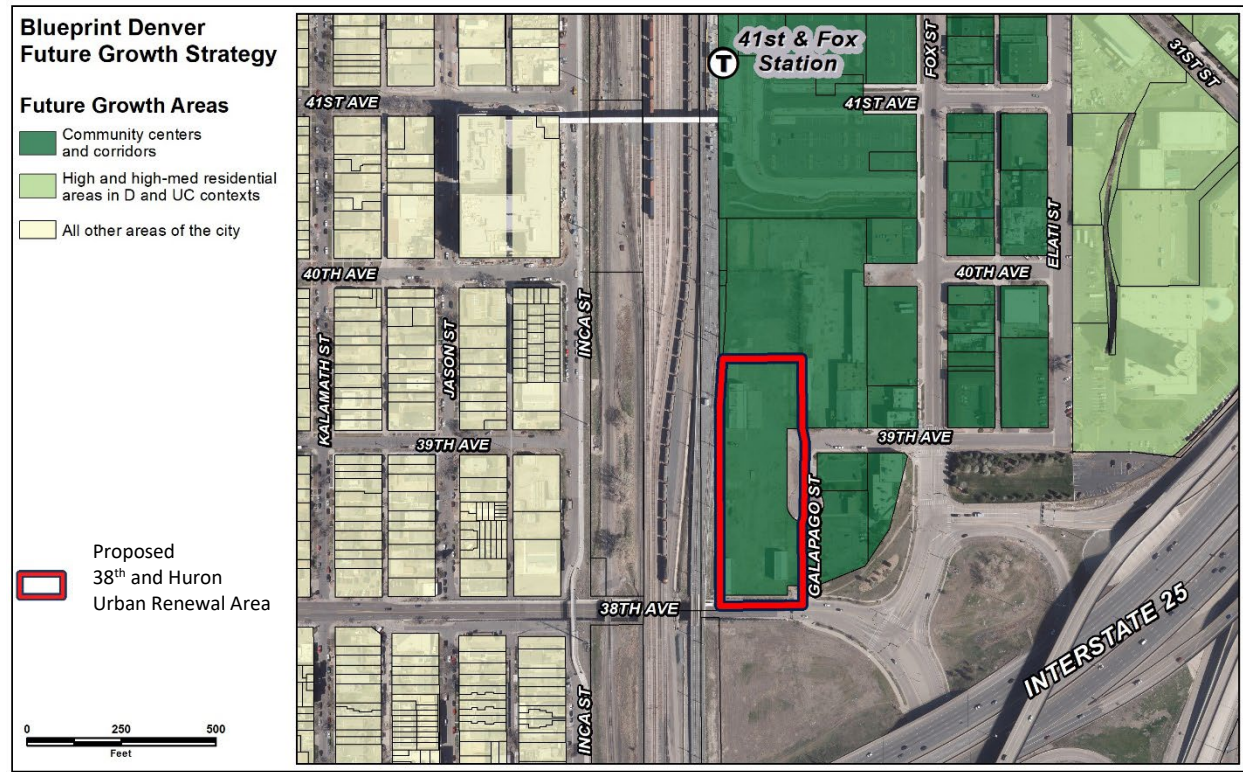 Blueprint Denver
Future Growth Strategy
Future Growth Areas
Community centers
and corridors
High and high-med residential
areas in D and UC contexts
All other areas of the city
Proposed
38th and Huron
Urban Renewal Area
0 250 500
Feet
T
41st & Fox
Station
FOX ST
31ST ST
41ST AVE
41ST AVE
ELATI ST
40TH AVE
40TH AVE
INCA ST
KALAMATH ST
JASON ST
39TH AVE
39TH AVE
GALAPAGO ST
38TH AVE
INTERSTATE 25
INCA ST